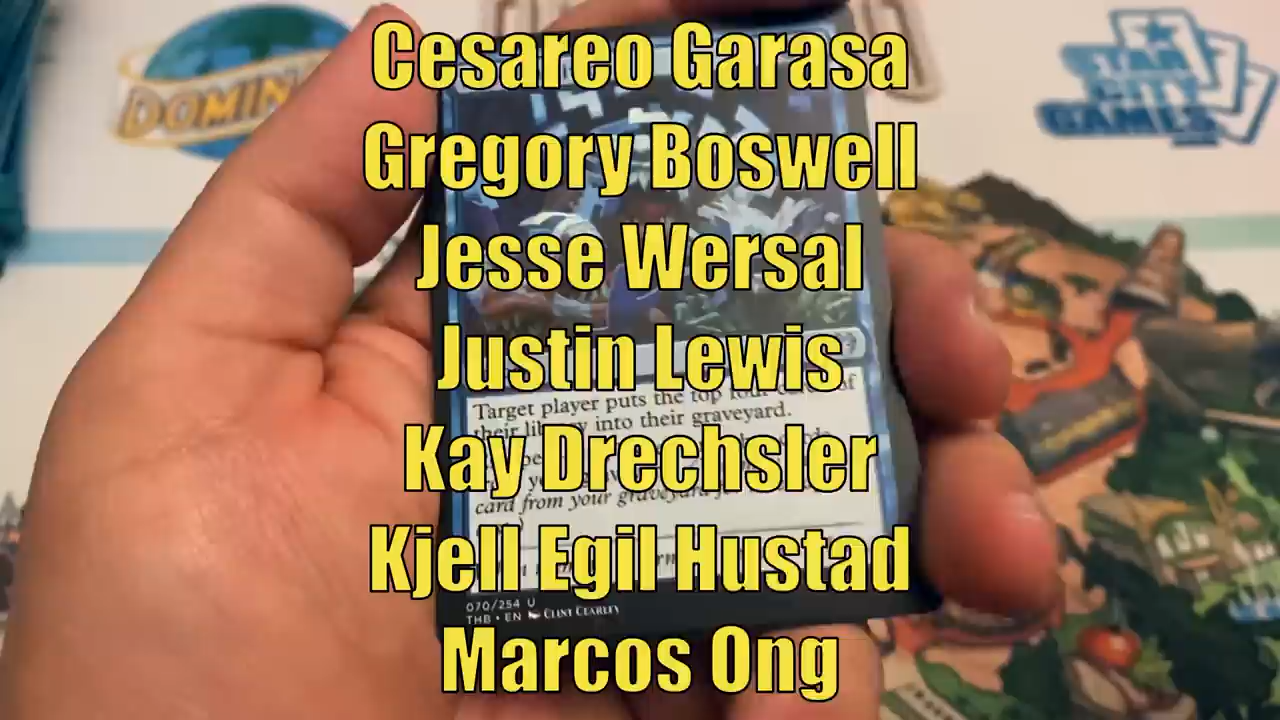 DOMIN
STAR
CITY
GAMES
Cesareo Garasa
Gregory Boswell
Jesse Wersal
Justin Lewis
Kay Drechsler
Kjell Egil Hustad
Marcos Ong
Target player puts the top four of
their into their graveyard.
card from your graveyard
070/254 U
THB • EN CLINT CEARLEY